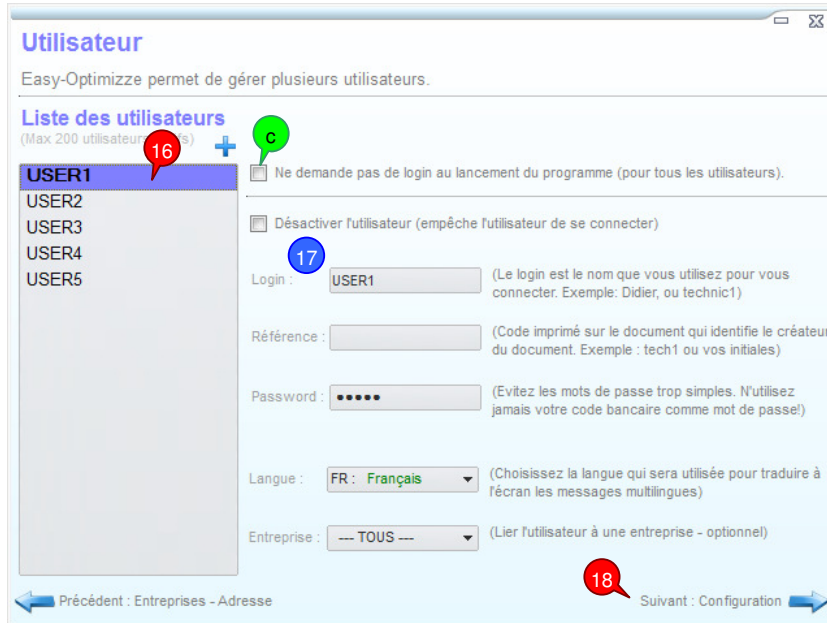 Utilisateur
Easy-Optimizze permet de gérer plusieurs utilisateurs.
Liste des utilisateurs
(Max 200 utilisateurs fs)
16
c
USER1
USER2
USER3
USER4
USER5
Ne demande pas de login au lancement du programme (pour tous les utilisateurs).
Désactiver l'utilisateur (empêche l'utilisateur de se connecter)
17
Login :
USER1
(Le login est le nom que vous utilisez pour vous
connecter. Exemple: Didier, ou technic1)
Référence :
(Code imprimé sur le document qui identifie le créateur
du document. Exemple : tech1 ou vos initiales)
Password :
•••••
(Evitez les mots de passe trop simples. N'utilisez
jamais votre code bancaire comme mot de passe!)
Langue :
FR : Français
(Choisissez la langue qui sera utilisée pour traduire à
l'écran les messages multilingues)
Entreprise :
--- TOUS ---
(Lier l'utilisateur à une entreprise - optionnel)
18
Précédent : Entreprises - Adresse
Suivant : Configuration